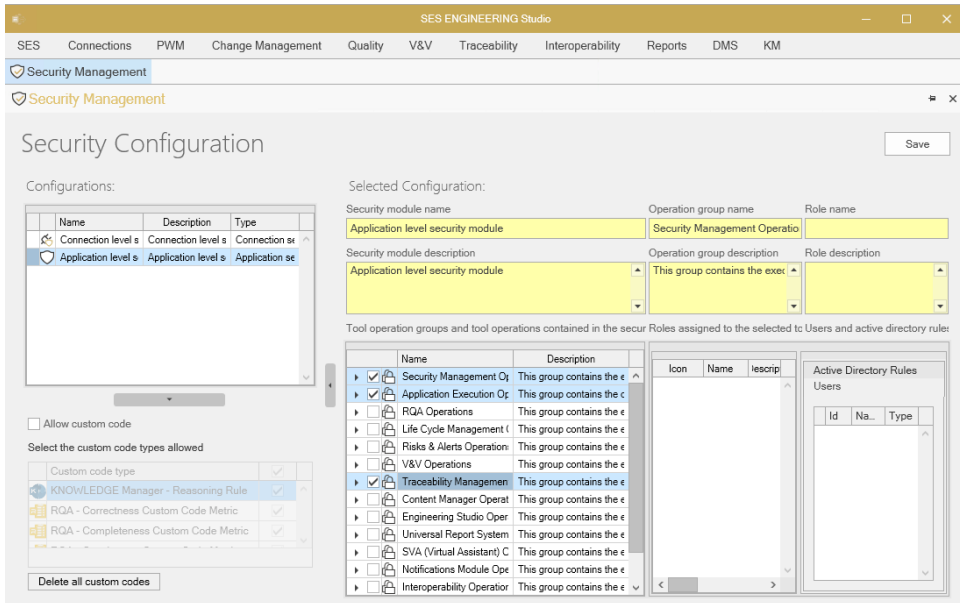 SES ENGINEERING Studio
SES Connections PWM Change Management Quality V&V Traceability Interoperability Reports DMS KM
Security Management
Security Management
Security Configuration
Save
Configurations:
Name Description Type
Connection level s Connection level s Connection se
Application level s Application level s Application se
Allow custom code
Select the custom code types allowed
Custom code type
KNOWLEDGE Manager - Reasoning Rule
RQA - Correctness Custom Code Metric
RQA - Completeness Custom Code Metric
Delete all custom codes
Selected Configuration:
Security module name Operation group name Role name
Application level security module Security Management Operatio
Security module description Operation group description Role description
Application level security module This group contains the exec
Tool operation groups and tool operations contained in the secur Roles assigned to the selected to Users and active directory rules
Name Description
Security Management Op This group contains the e
Application Execution Op This group contains the c
RQA Operations This group contains the e
Life Cycle Management ( This group contains the e
Risks & Alerts Operation This group contains the e
V&V Operations This group contains the e
Traceability Managemen This group contains the e
Content Manager Operat This group contains the e
Engineering Studio Oper This group contains the e
Universal Report System This group contains the e
SVA (Virtual Assistant) C This group contains the e
Notifications Module Ope This group contains the e
Interoperability Operation This group contains the e
Icon Name escrip
Active Directory Rules
Users
Id Na... Type